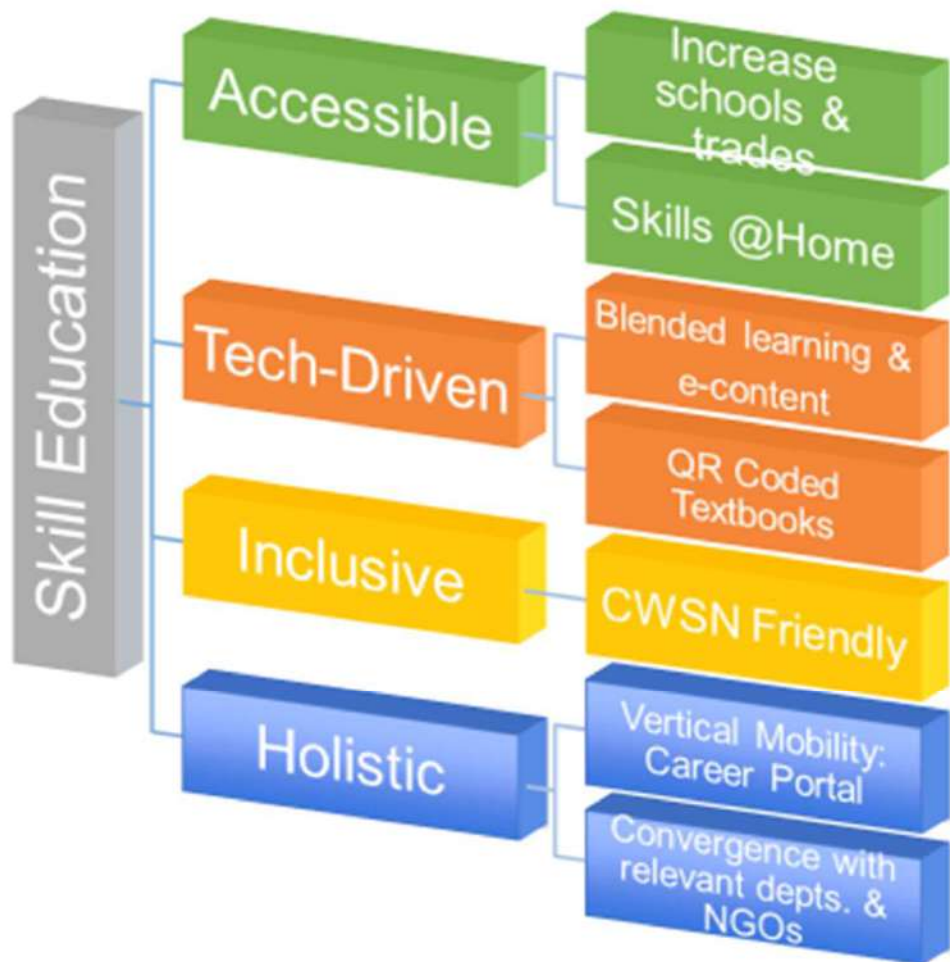 Skill Education
Accessible
Increase
schools &
trades
Skills @Home
Tech-Driven
Blended learning &
e-content
QR Coded
Textbooks
Inclusive
CWSN Friendly
Holistic
Vertical Mobility:
Career Portal
Convergence with
relevant depts. &
NGOs